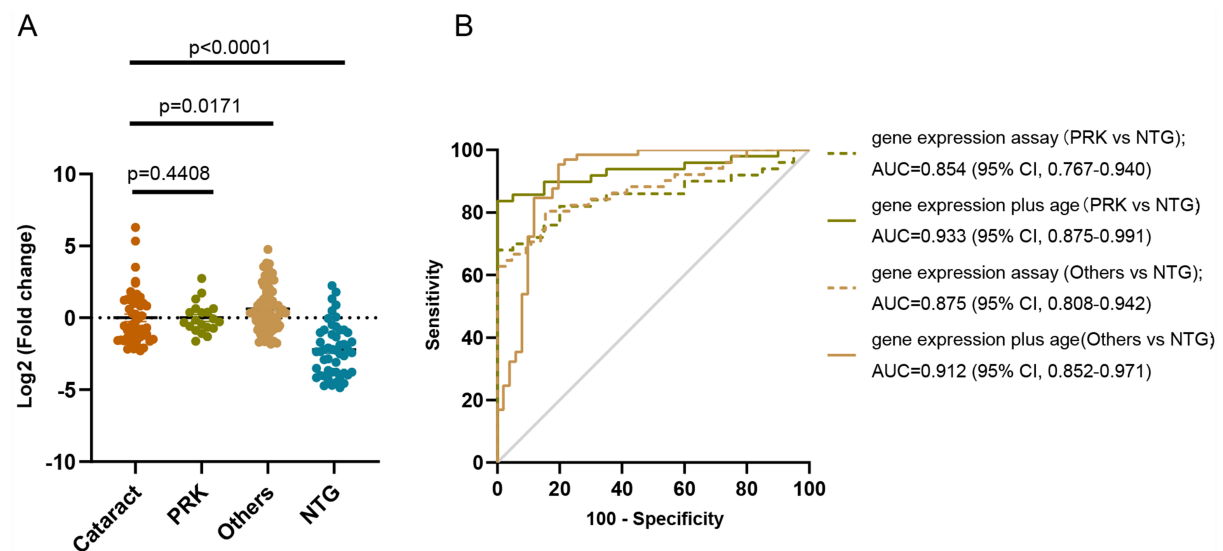 A
p<0.0001
p=0.0171
p=0.4408
Log2 (Fold change)
10
5
0
-5
-10
Cataract
PRK
Others
NTG
B
Sensitivity
100
80
60
40
20
0
0 20 40 60 80 100
100 - Specificity
gene expression assay (PRK vs NTG);
AUC=0.854 (95% CI, 0.767-0.940)
gene expression plus age (PRK vs NTG)
AUC=0.933 (95% CI, 0.875-0.991)
gene expression assay (Others vs NTG);
AUC=0.875 (95% CI, 0.808-0.942)
gene expression plus age(Others vs NTG)
AUC=0.912 (95% CI, 0.852-0.971)